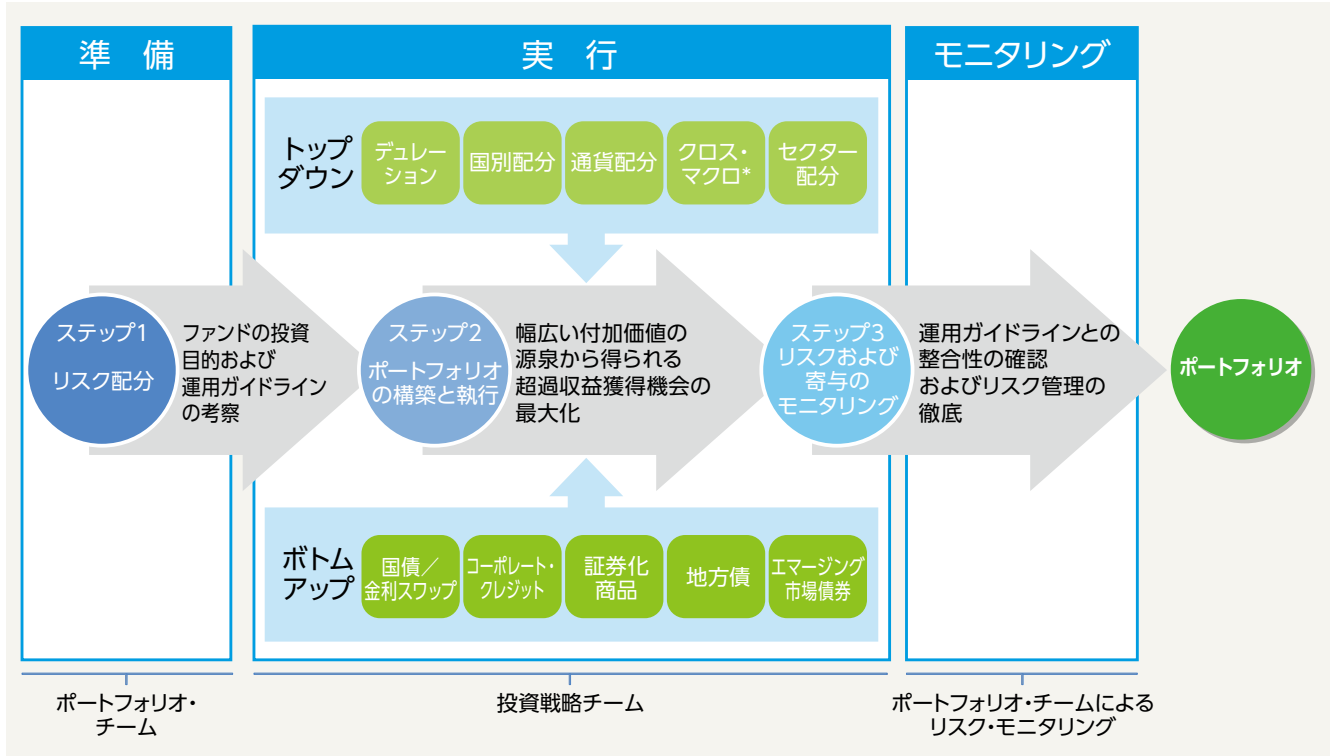 準 備
実 行
モニタリング
トップ
ダウン
デュレー
ション
国別配分
通貨配分
クロス・
マクロ*
セクター
配分
ステップ1
リスク配分
ファンドの投資
目的および
運用ガイドライン
の考察
ステップ2
ポートフォリオ
の構築と執行
幅広い付加価値の
源泉から得られる
超過収益獲得機会の
最大化
ステップ3
リスクおよび
寄与の
モニタリング
運用ガイドラインとの
整合性の確認
およびリスク管理の
徹底
ポートフォリオ
ボトム
アップ
国債／
金利スワップ
コーポレート・
クレジット
証券化
商品
地方債
エマージング
市場債券
ポートフォリオ・
チーム
投資戦略チーム
ポートフォリオ・チームによる
リスク・モニタリング